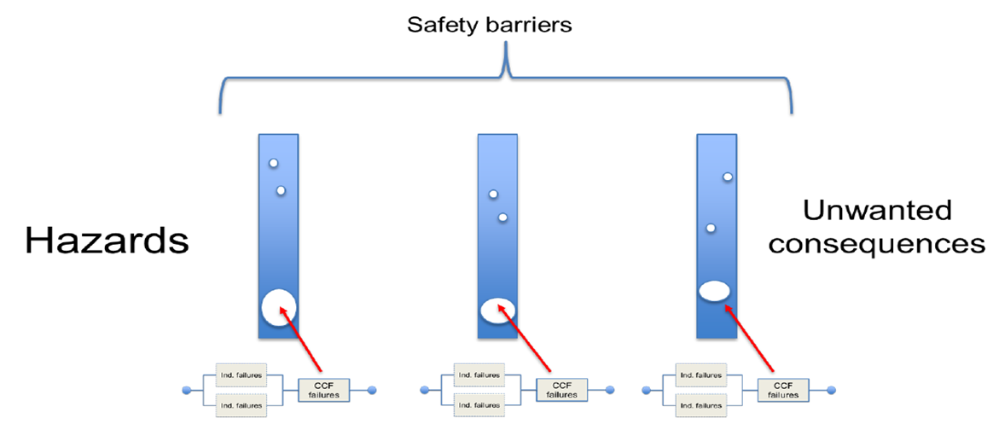 Safety barriers
Hazards
Unwanted
consequences
Ind. failures
Ind. failures
CCF
failures
Ind. failures
Ind. failures
CCF
failures
Ind. failures
Ind. failures
CCF
failures